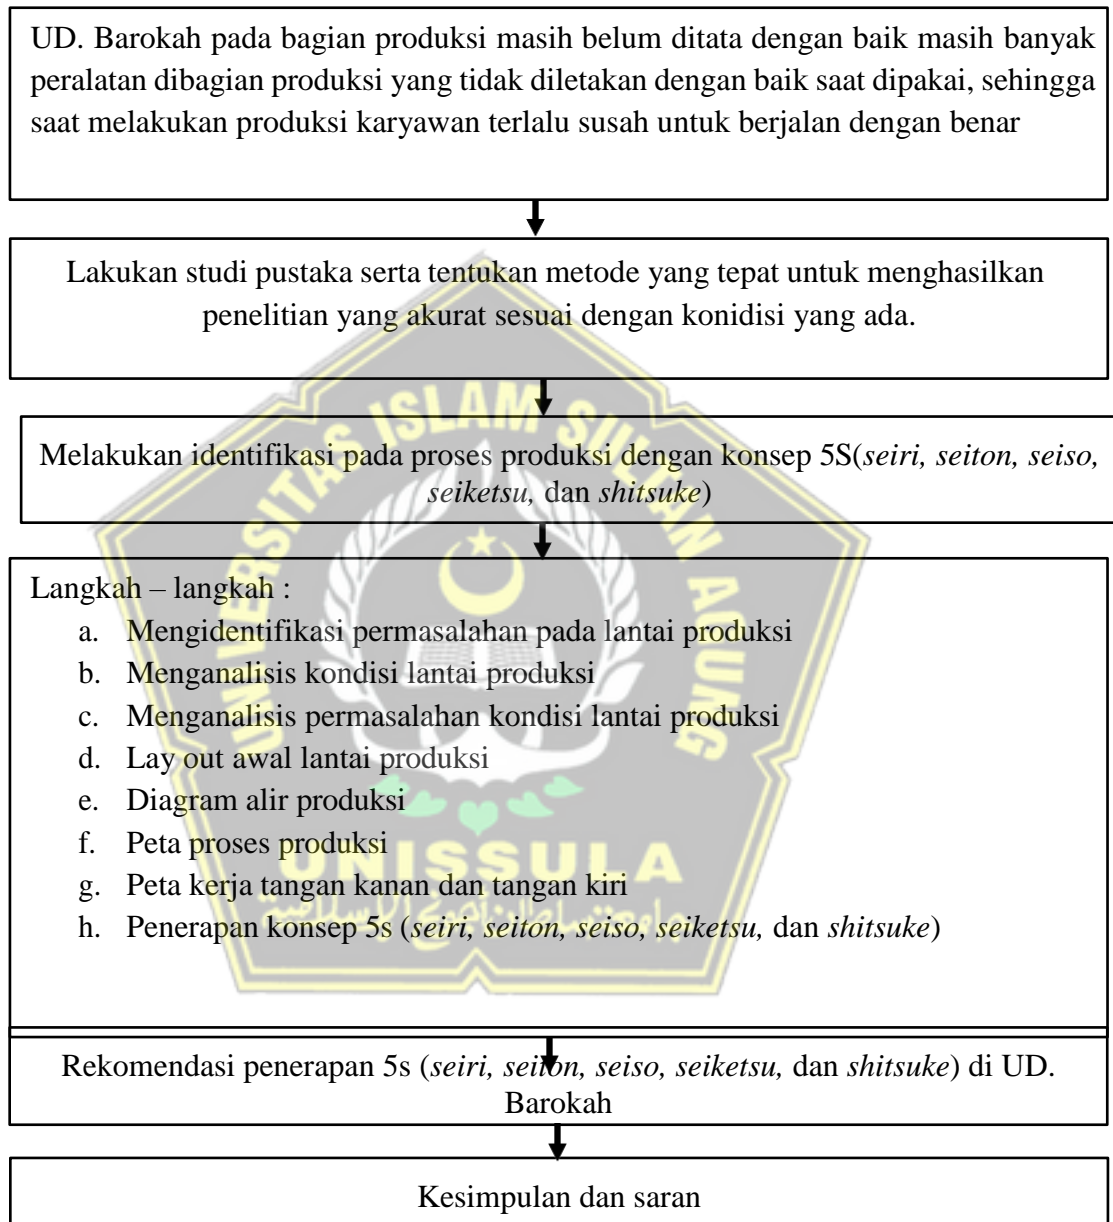 UD. Barokah pada bagian produksi masih belum ditata dengan baik masih banyak
peralatan dibagian produksi yang tidak diletakan dengan baik saat dipakai, sehingga
saat melakukan produksi karyawan terlalu susah untuk berjalan dengan benar
Lakukan studi pustaka serta tentukan metode yang tepat untuk menghasilkan
penelitian yang akurat sesuai dengan konidisi yang ada.
Melakukan identifikasi pada proses produksi dengan konsep 5S(seiri, seiton, seiso,
seiketsu, dan shitsuke)
Langkah – langkah :
a. Mengidentifikasi permasalahan pada lantai produksi
b. Menganalisis kondisi lantai produksi
c. Menganalisis permasalahan kondisi lantai produksi
d. Lay out awal lantai produksi
e. Diagram alir produksi
f. Peta proses produksi
g. Peta kerja tangan kanan dan tangan kiri
h. Penerapan konsep 5s (seiri, seiton, seiso, seiketsu, dan shitsuke)
Rekomendasi penerapan 5s (seiri, seiton, seiso, seiketsu, dan shitsuke) di UD.
Barokah
Kesimpulan dan saran
UNIVERSITAS ISLAM SULTAN AGUNG
UNISSULA